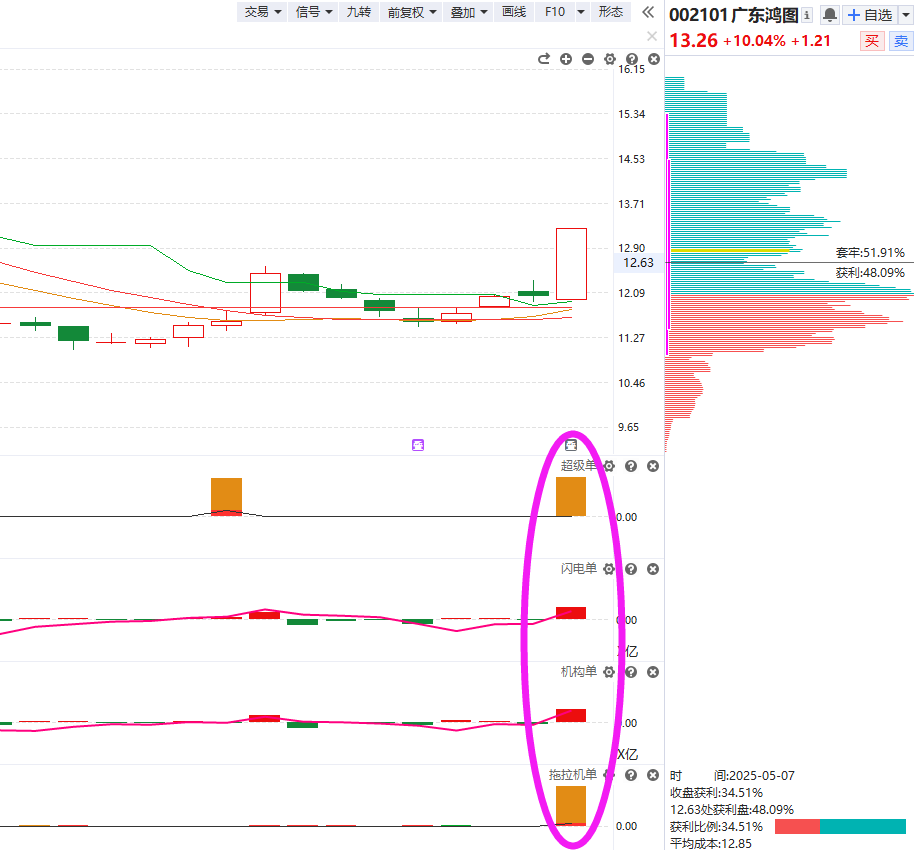 交易 信号 九转 前复权 叠加 画线 F10 形态
002101 广东鸿图 自选
13.26 +10.04% +1.21 买 卖
16.15
15.34
14.53
13.71
12.90
12.63
12.09
11.27
10.46
9.65
套牢:51.91%
获利:48.09%
超级单
0.00
闪电单
0.00
X亿
机构单
0.00
X亿
拖拉机单
0.00
时 间:2025-05-07
收盘获利:34.51%
12.63处获利盘:48.09%
获利比例:34.51%
平均成本:12.85